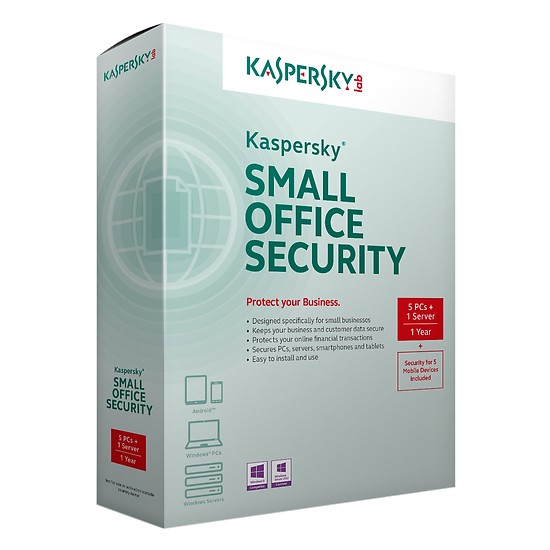 KASPERSKY lab
Kaspersky®
SMALL
OFFICE
SECURITY
Protect your Business.
• Designed specifically for small businesses
• Keeps your business and customer data secure
• Protects your online financial transactions
• Secures PCs, servers, smartphones and tablets
• Easy to install and use
5 PCs +
1 Server
1 Year
+
Security for 5
Mobile Devices
included
Android™
Windows® PCs
Windows Servers
KASPERSKY lab
Kaspersky®
SMALL
OFFICE
SECURITY
5 PCs +
1 Server
1 Year